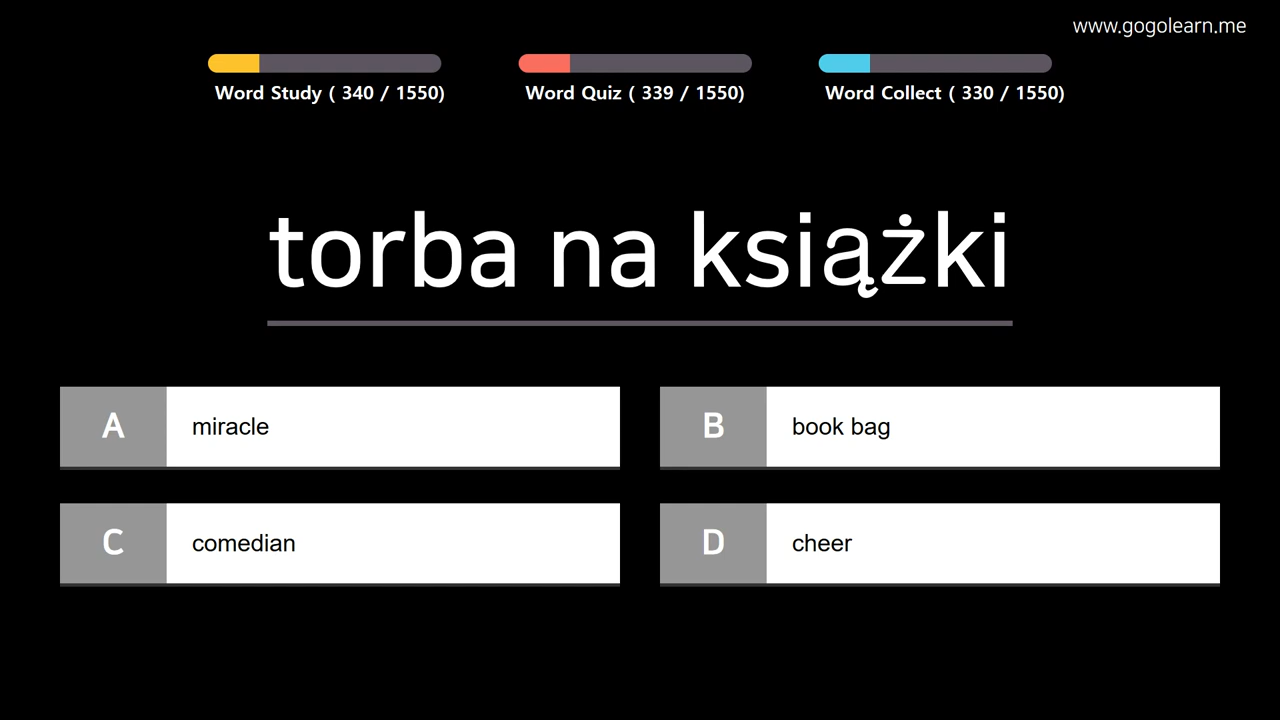 www.gogolearn.me
Word Study ( 340 / 1550)
Word Quiz ( 339 / 1550)
Word Collect ( 330 / 1550)
torba na książki
A miracle
B book bag
C comedian
D cheer